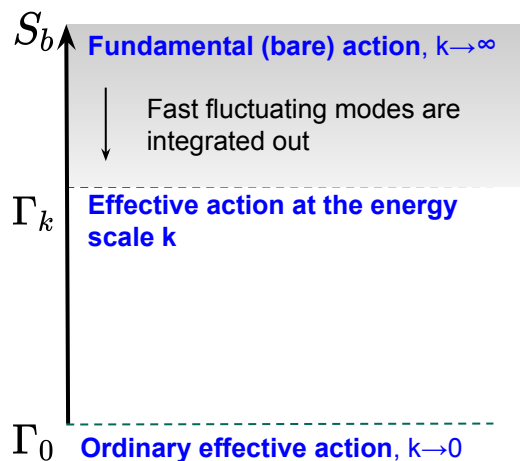 S_b
Fundamental (bare) action, k→∞
Fast fluctuating modes are
integrated out
Γ_k
Effective action at the energy
scale k
Γ_0
Ordinary effective action, k→0